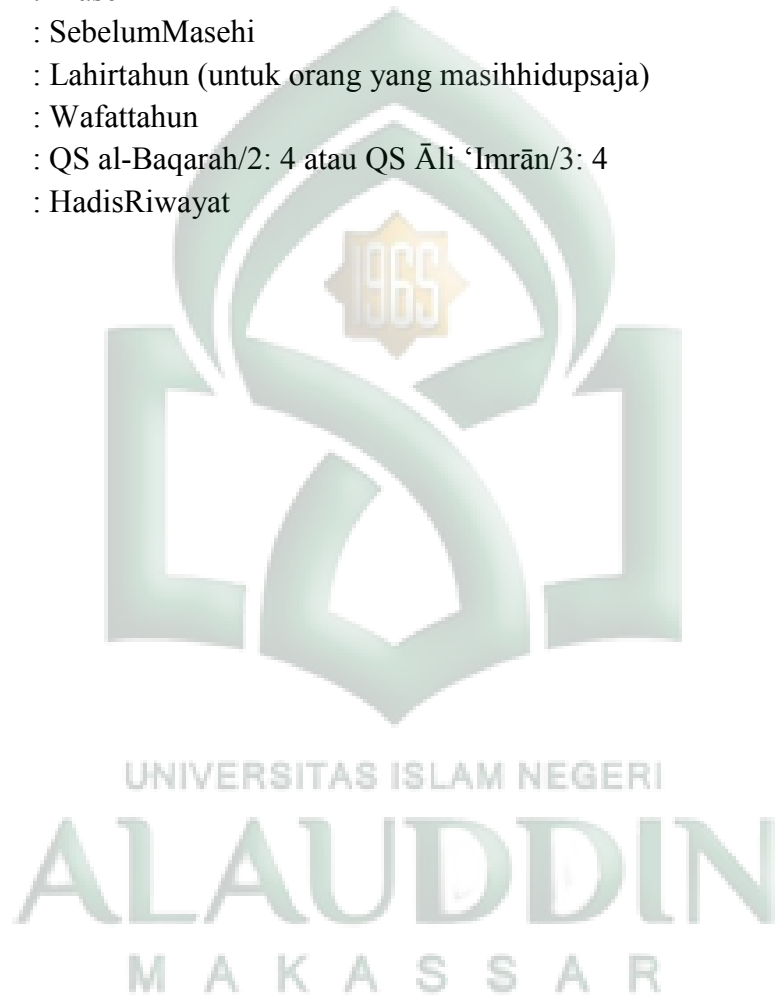 : SebelumMasehi
: Lahirtahun (untuk orang yang masihhidupsaja)
: Wafattahun
: QS al-Baqarah/2: 4 atau QS Āli ‘Imrān/3: 4
: HadisRiwayat
1965
UNIVERSITAS ISLAM NEGERI
ALAUDDIN
MAKASSAR